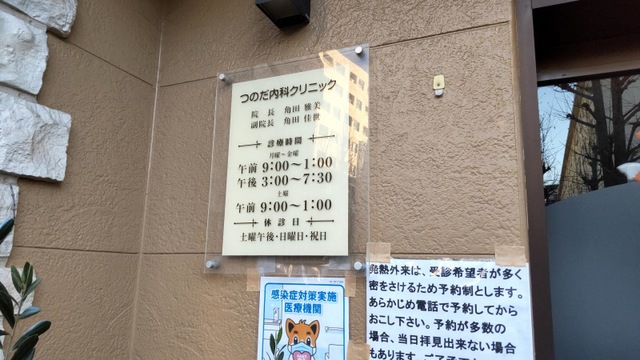 つのだ内科クリニック
院長 角田 雅美
副院長 角田 佳世
診療時間
月曜~金曜
午前 9:00~1:00
午後 3:00~7:30
土曜
午前 9:00~1:00
休診日
土曜午後・日曜日・祝日
感染症対策実施
医療機関
発熱外来は、受診希望者が多く
密をさけるため予約制とします。
あらかじめ電話で予約してから
おこし下さい。予約が多数の
場合、当日拝見出来ない場合
もあります。ご了承下